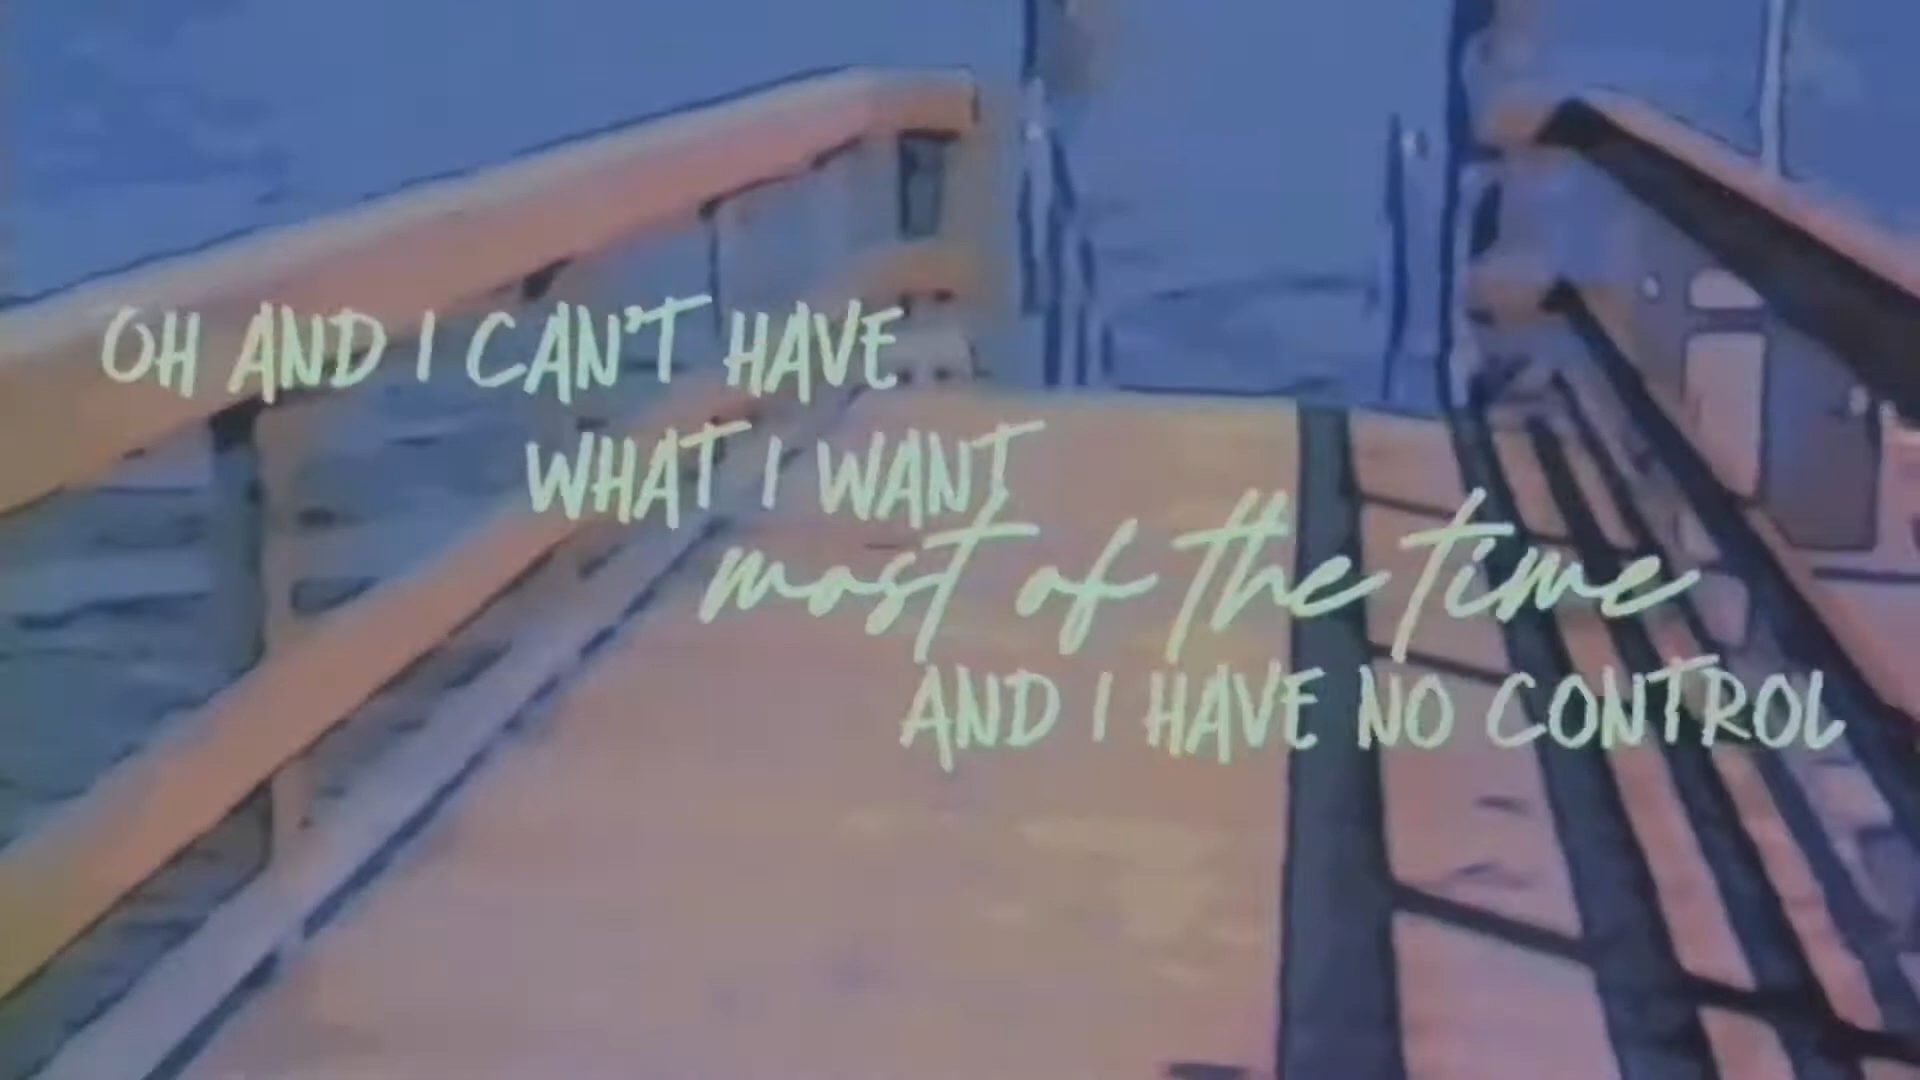 OH AND I CAN'T HAVE
WHAT I WANT
most of the time
AND I HAVE NO CONTROL